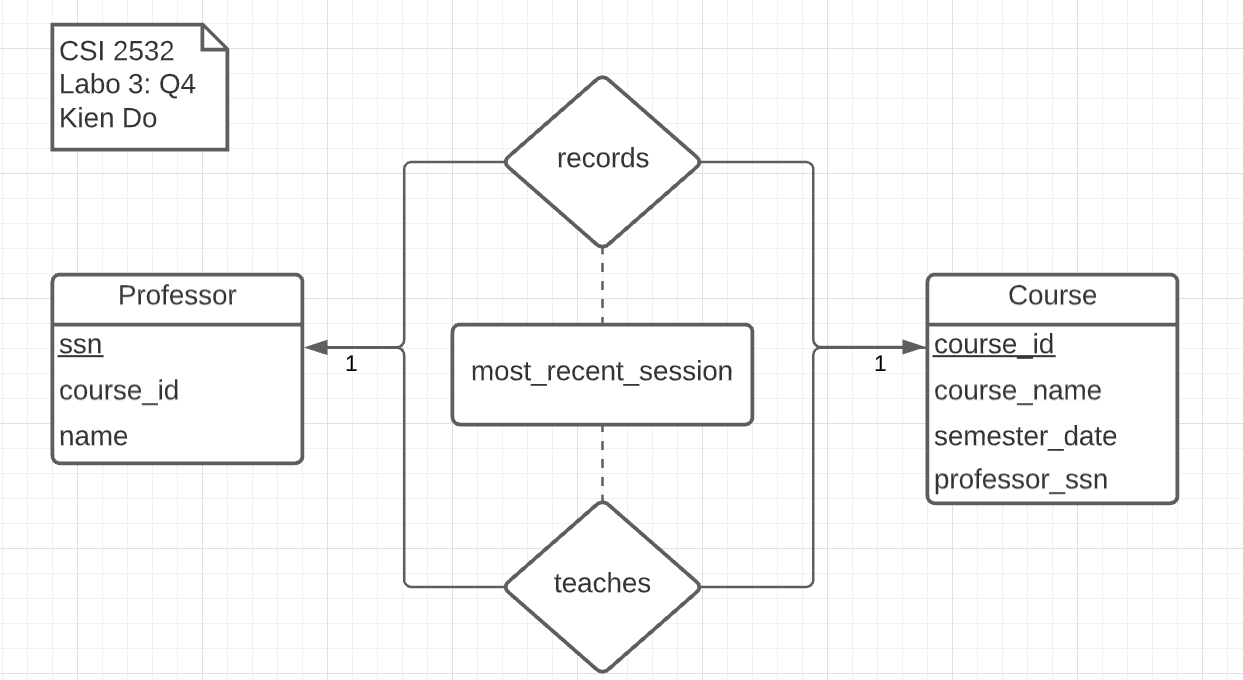 CSI 2532
Labo 3: Q4
Kien Do
records
Professor
ssn
course_id
name
1
most_recent_session
1
Course
course_id
course_name
semester_date
professor_ssn
teaches